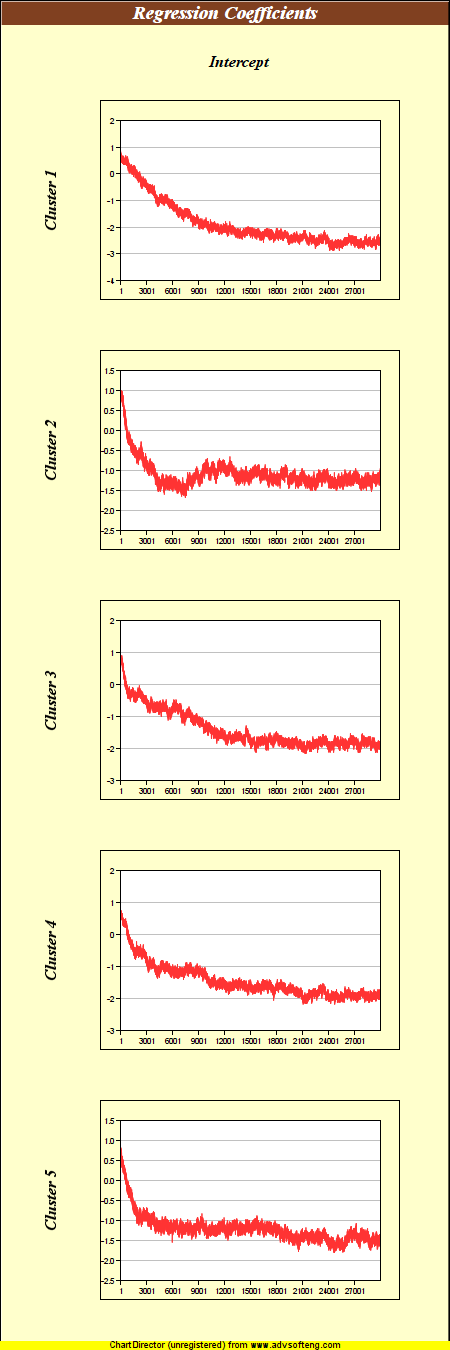 Regression Coefficients
Intercept
Cluster 1
2
1
0
-1
-2
-3
-4
1 3001 6001 9001 12001 15001 18001 21001 24001 27001
Cluster 2
1.5
1.0
0.5
0.0
-0.5
-1.0
-1.5
-2.0
-2.5
1 3001 6001 9001 12001 15001 18001 21001 24001 27001
Cluster 3
2
1
0
-1
-2
-3
1 3001 6001 9001 12001 15001 18001 21001 24001 27001
Cluster 4
2
1
0
-1
-2
-3
1 3001 6001 9001 12001 15001 18001 21001 24001 27001
Cluster 5
1.5
1.0
0.5
0.0
-0.5
-1.0
-1.5
-2.0
-2.5
1 3001 6001 9001 12001 15001 18001 21001 24001 27001
ChartDirector (unregistered) from www.advsofteng.com